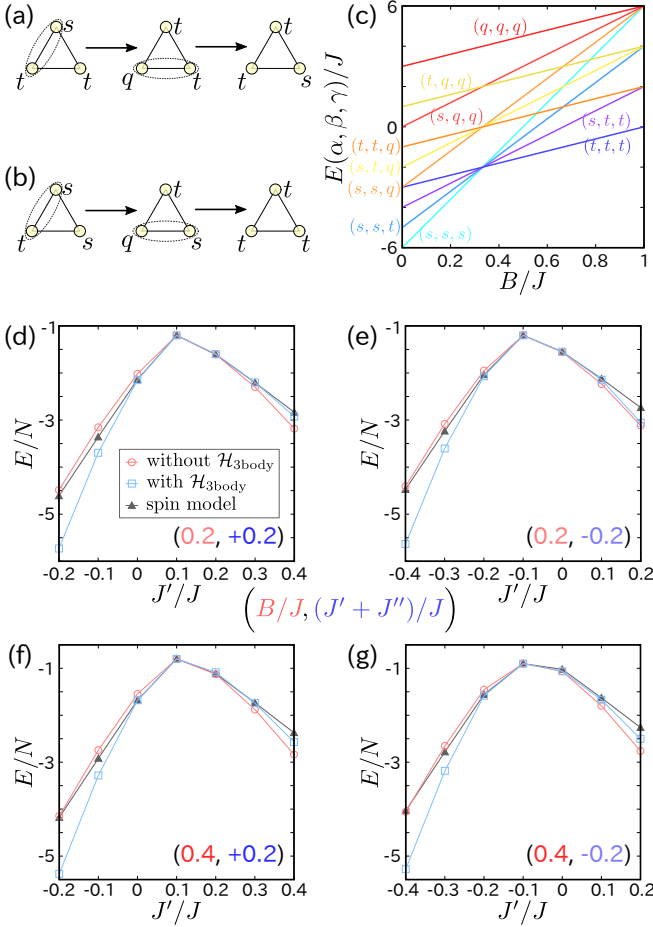 (a)
s
t
t
t
q
t
t
t
s
(b)
s
t
s
t
q
s
t
t
t
(c)
E(α, β, γ)/J
6
0
-6
(q, q, q)
(t, q, q)
(s, q, q)
(t, t, q)
(s, t, q)
(s, s, q)
(s, s, t)
(s, s, s)
(s, t, t)
(t, t, t)
0 0.2 0.4 0.6 0.8 1
B/J
(d)
E/N
-1
-3
-5
without H3body
with H3body
spin model
(0.2, +0.2)
-0.2 -0.1 0 0.1 0.2 0.3 0.4
J′/J
(e)
E/N
-1
-3
-5
(0.2, -0.2)
-0.4 -0.3 -0.2 -0.1 0 0.1 0.2
J′/J
(B/J, (J′ + J′′)/J)
(f)
E/N
-1
-3
-5
(0.4, +0.2)
-0.2 -0.1 0 0.1 0.2 0.3 0.4
J′/J
(g)
E/N
-1
-3
-5
(0.4, -0.2)
-0.4 -0.3 -0.2 -0.1 0 0.1 0.2
J′/J